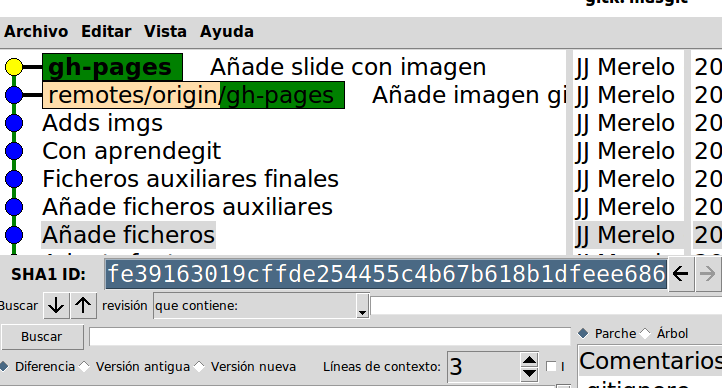 Archivo Editar Vista Ayuda
gh-pages Añade slide con imagen JJ Merelo 20
remotes/origin/gh-pages Añade imagen gi JJ Merelo 20
Adds imgs JJ Merelo 20
Con aprendegit JJ Merelo 20
Ficheros auxiliares finales JJ Merelo 20
Añade ficheros auxiliares JJ Merelo 20
Añade ficheros JJ Merelo 20
SHA1 ID: fe39163019cffde254455c4b67b618b1dfeee686
Buscar revisión que contiene:
Buscar
Parche Árbol
Diferencia Versión antigua Versión nueva Líneas de contexto: 3 I
Comentarios